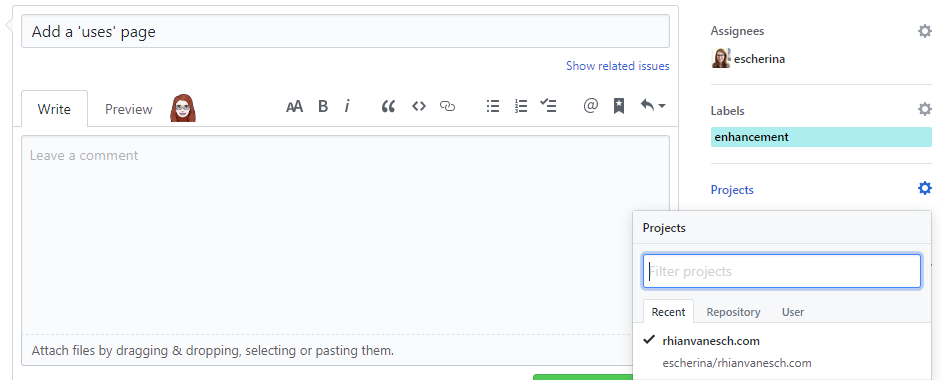 Add a 'uses' page
Show related issues
Write
Preview
AA B i
Leave a comment
Attach files by dragging & dropping, selecting or pasting them.
Assignees
escherina
Labels
enhancement
Projects
Projects
Filter projects
Recent Repository User
rhianvanesch.com
escherina/rhianvanesch.com